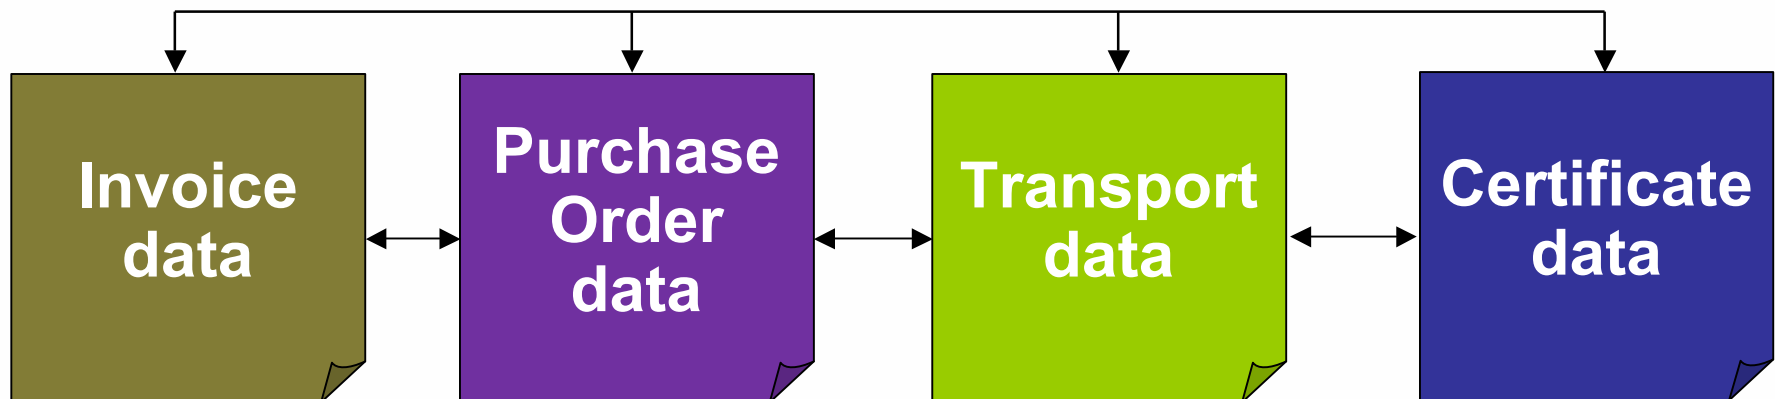 Invoice
data
Purchase
Order
data
Transport
data
Certificate
data